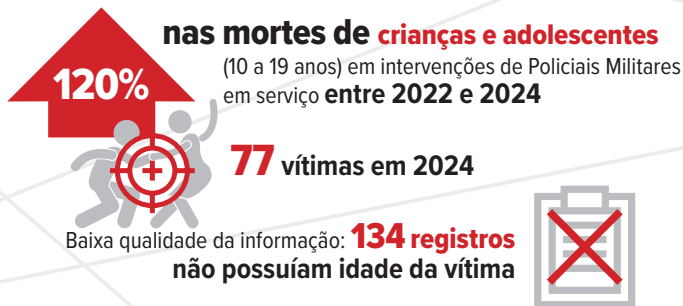 120%
nas mortes de crianças e adolescentes
(10 a 19 anos) em intervenções de Policiais Militares
em serviço entre 2022 e 2024
77 vítimas em 2024
Baixa qualidade da informação: 134 registros
não possuíam idade da vítima